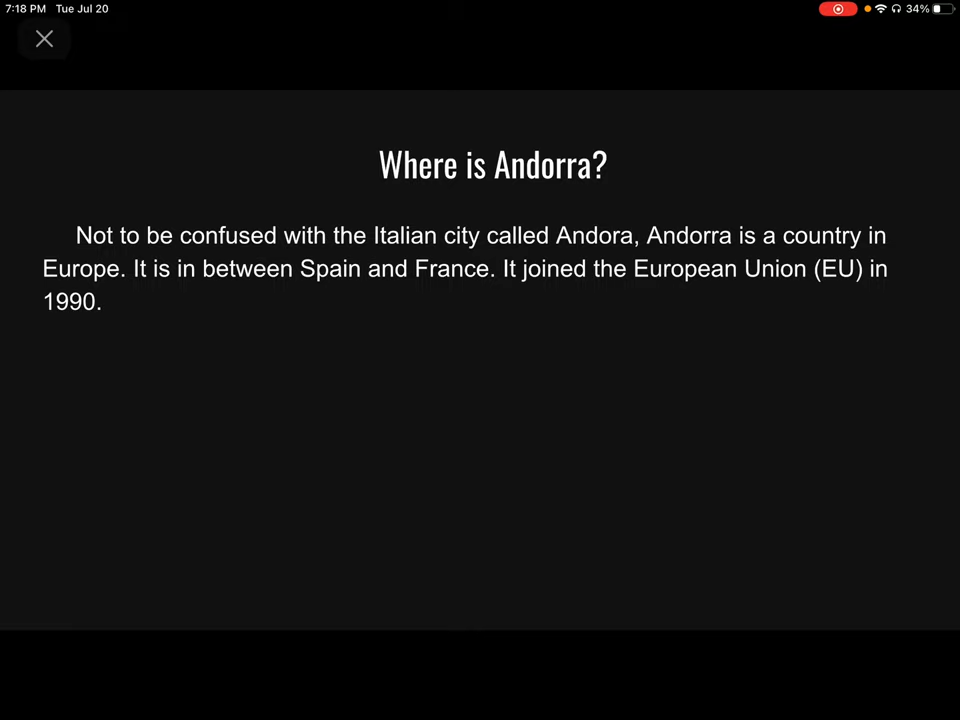 7:18 PM Tue Jul 20 34%
Where is Andorra?
Not to be confused with the Italian city called Andora, Andorra is a country in
Europe. It is in between Spain and France. It joined the European Union (EU) in
1990.